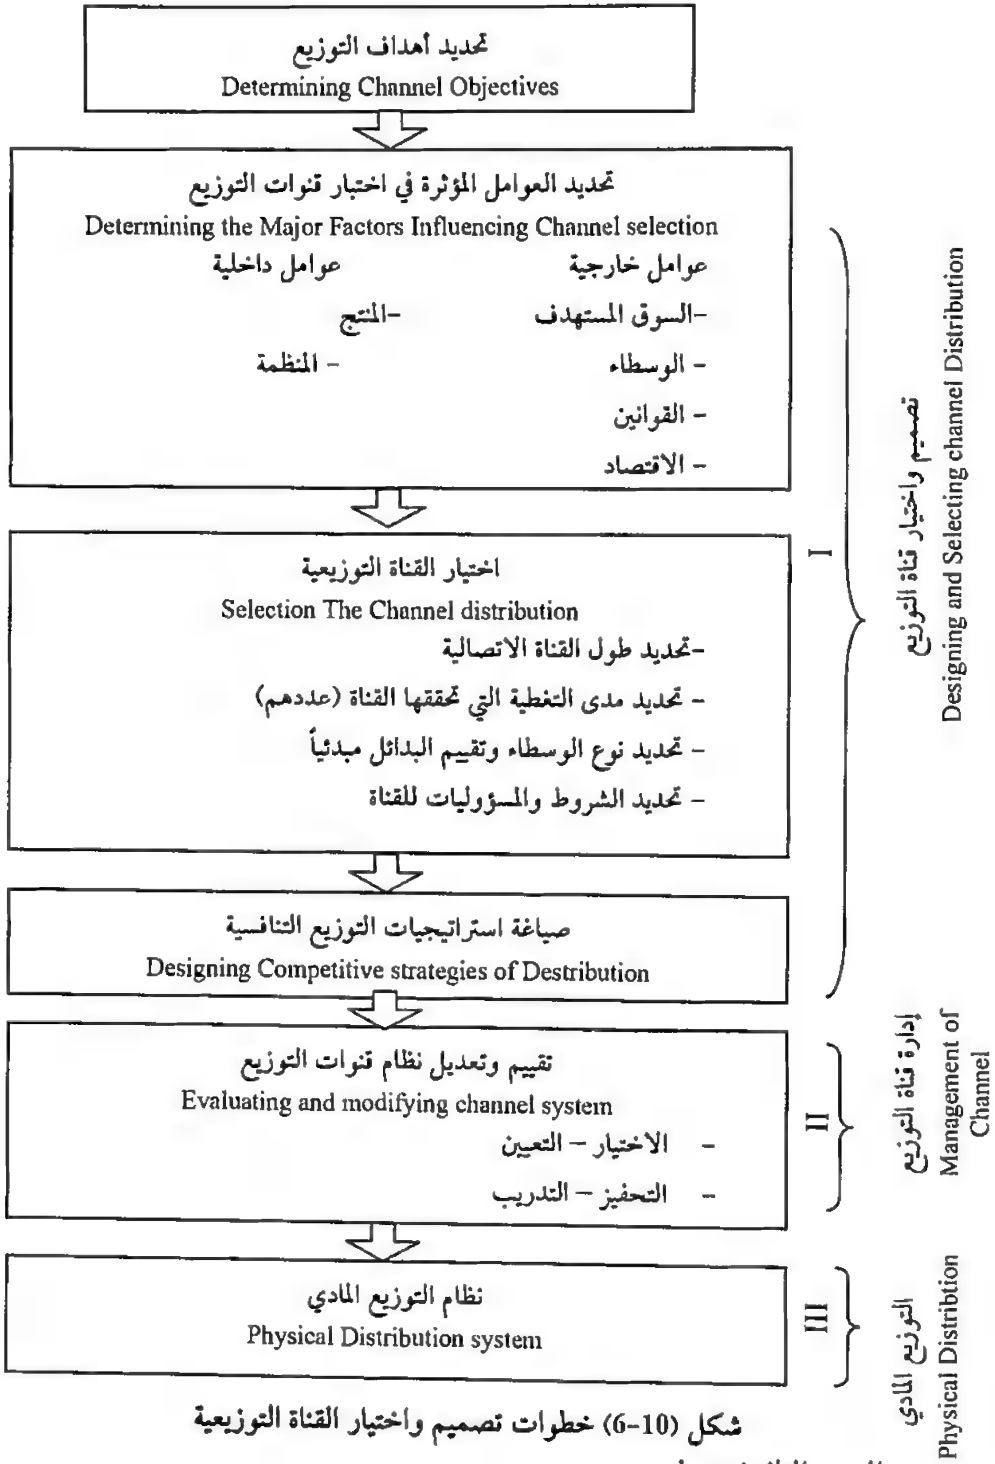 تحديد أهداف التوزيع
Determining Channel Objectives
تحديد العوامل المؤثرة في اختيار قنوات التوزيع
Determining the Major Factors Influencing Channel selection
عوامل خارجية عوامل داخلية
-السوق المستهدف -المنتج
- الوسطاء - المنظمة
- القوانين
- الاقتصاد
اختيار القناة التوزيعية
Selection The Channel distribution
-تحديد طول القناة الاتصالية
- تحديد مدى التغطية التي تحققها القناة (عددهم)
- تحديد نوع الوسطاء وتقييم البدائل مبدئياً
- تحديد الشروط والمسؤوليات للقناة
صياغة استراتيجيات التوزيع التنافسية
Designing Competitive strategies of Destribution
I
تصميم واختيار قناة التوزيع
Designing and Selecting channel Distribution
تقييم وتعديل نظام قنوات التوزيع
Evaluating and modifying channel system
- الاختيار – التعيين
- التحفيز – التدريب
II
إدارة قناة التوزيع
Management of
Channel
نظام التوزيع المادي
Physical Distribution system
III
التوزيع المادي
Physical Distribtion
شكل (10-6) خطوات تصميم واختيار القناة التوزيعية